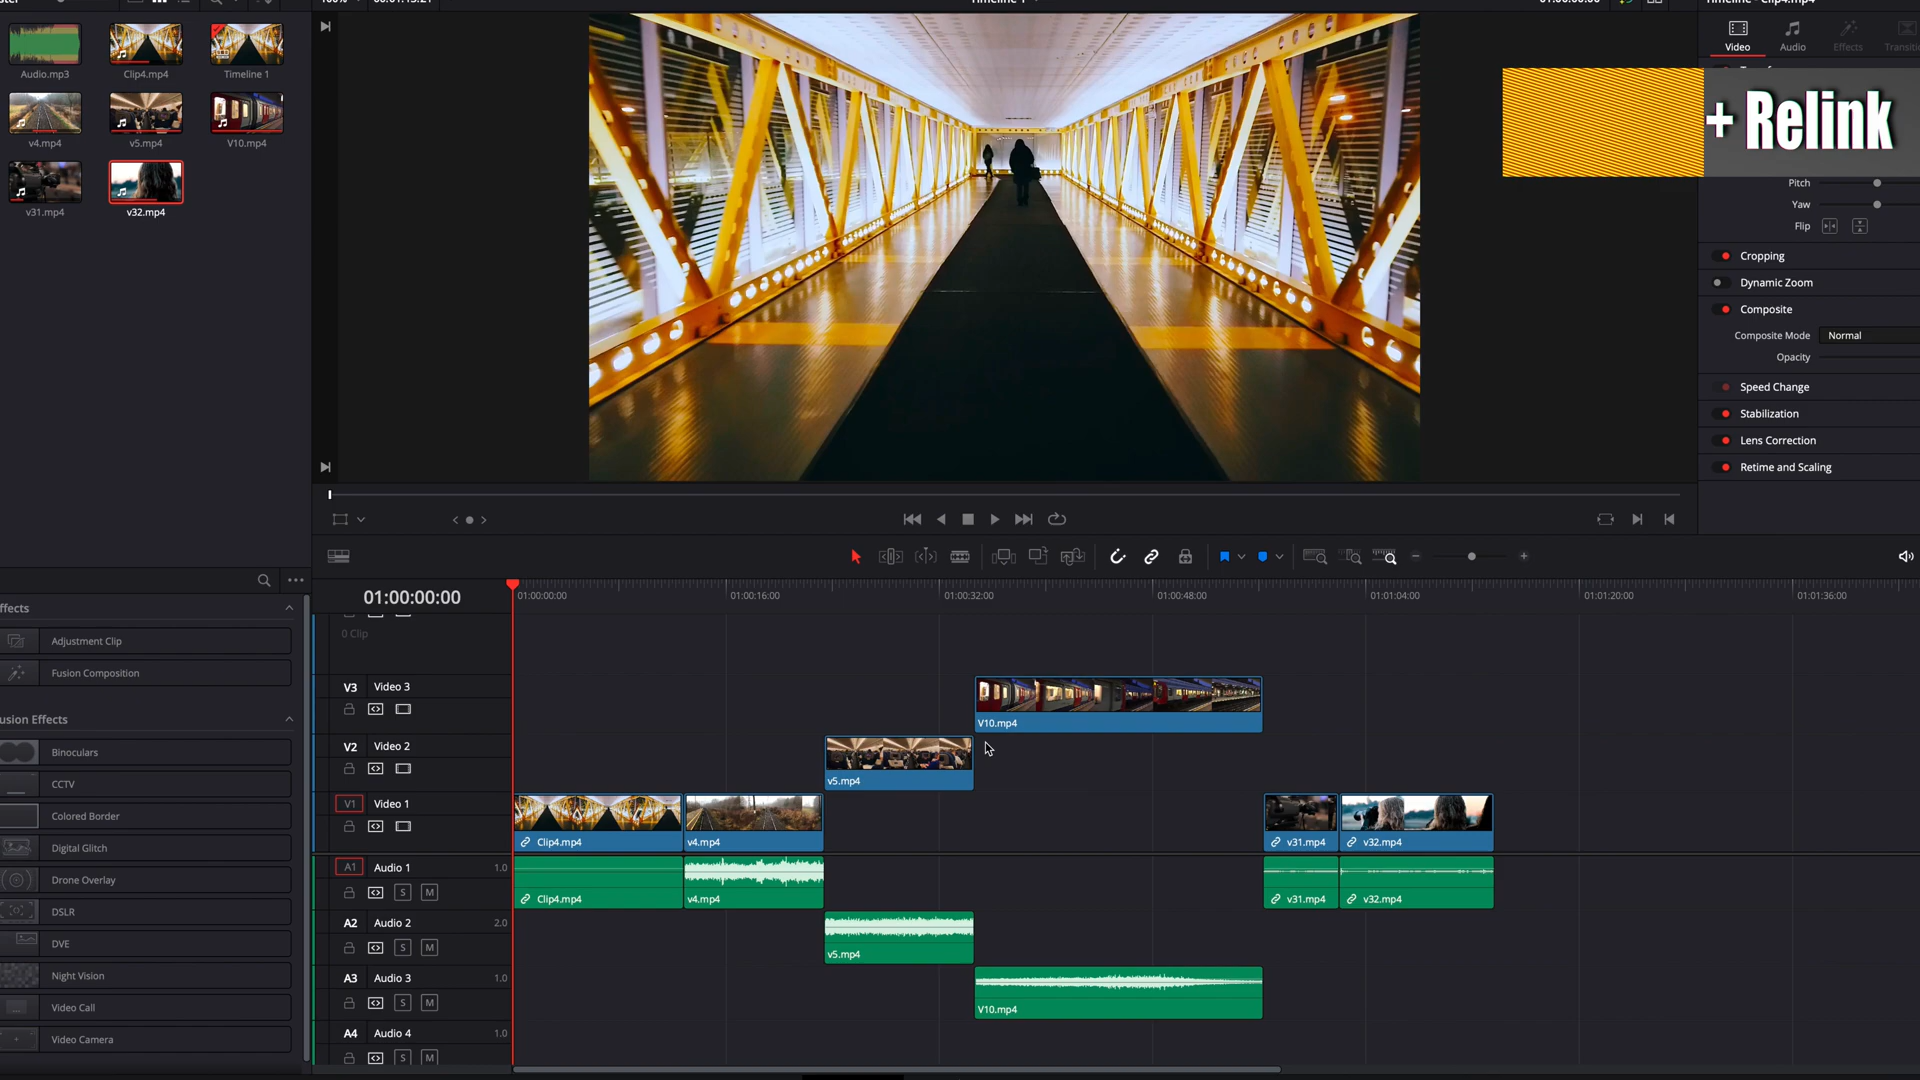 Timeline - Clip4.mp4
Video
Audio
Effects
Audio.mp3
Clip4.mp4
Timeline 1
v4.mp4
v5.mp4
V10.mp4
v31.mp4
v32.mp4
+ Relink
Pitch
Yaw
Flip
Cropping
Dynamic Zoom
Composite
Composite Mode
Normal
Opacity
Speed Change
Stabilization
Lens Correction
Retime and Scaling
01:00:00:00
01:00:00:00
01:00:16:00
01:00:32:00
01:00:48:00
01:01:04:00
01:01:20:00
01:01:36:00
0 Clip
ffects
Adjustment Clip
Fusion Composition
usion Effects
Binoculars
CCTV
Colored Border
Digital Glitch
Drone Overlay
DSLR
DVE
Night Vision
Video Call
Video Camera
V3 Video 3
V10.mp4
V2 Video 2
v5.mp4
V1 Video 1
Clip4.mp4
v4.mp4
v31.mp4
v32.mp4
A1 Audio 1 1.0
S M
Clip4.mp4
v4.mp4
v31.mp4
v32.mp4
A2 Audio 2 2.0
S M
v5.mp4
A3 Audio 3 1.0
S M
V10.mp4
A4 Audio 4 1.0
S M